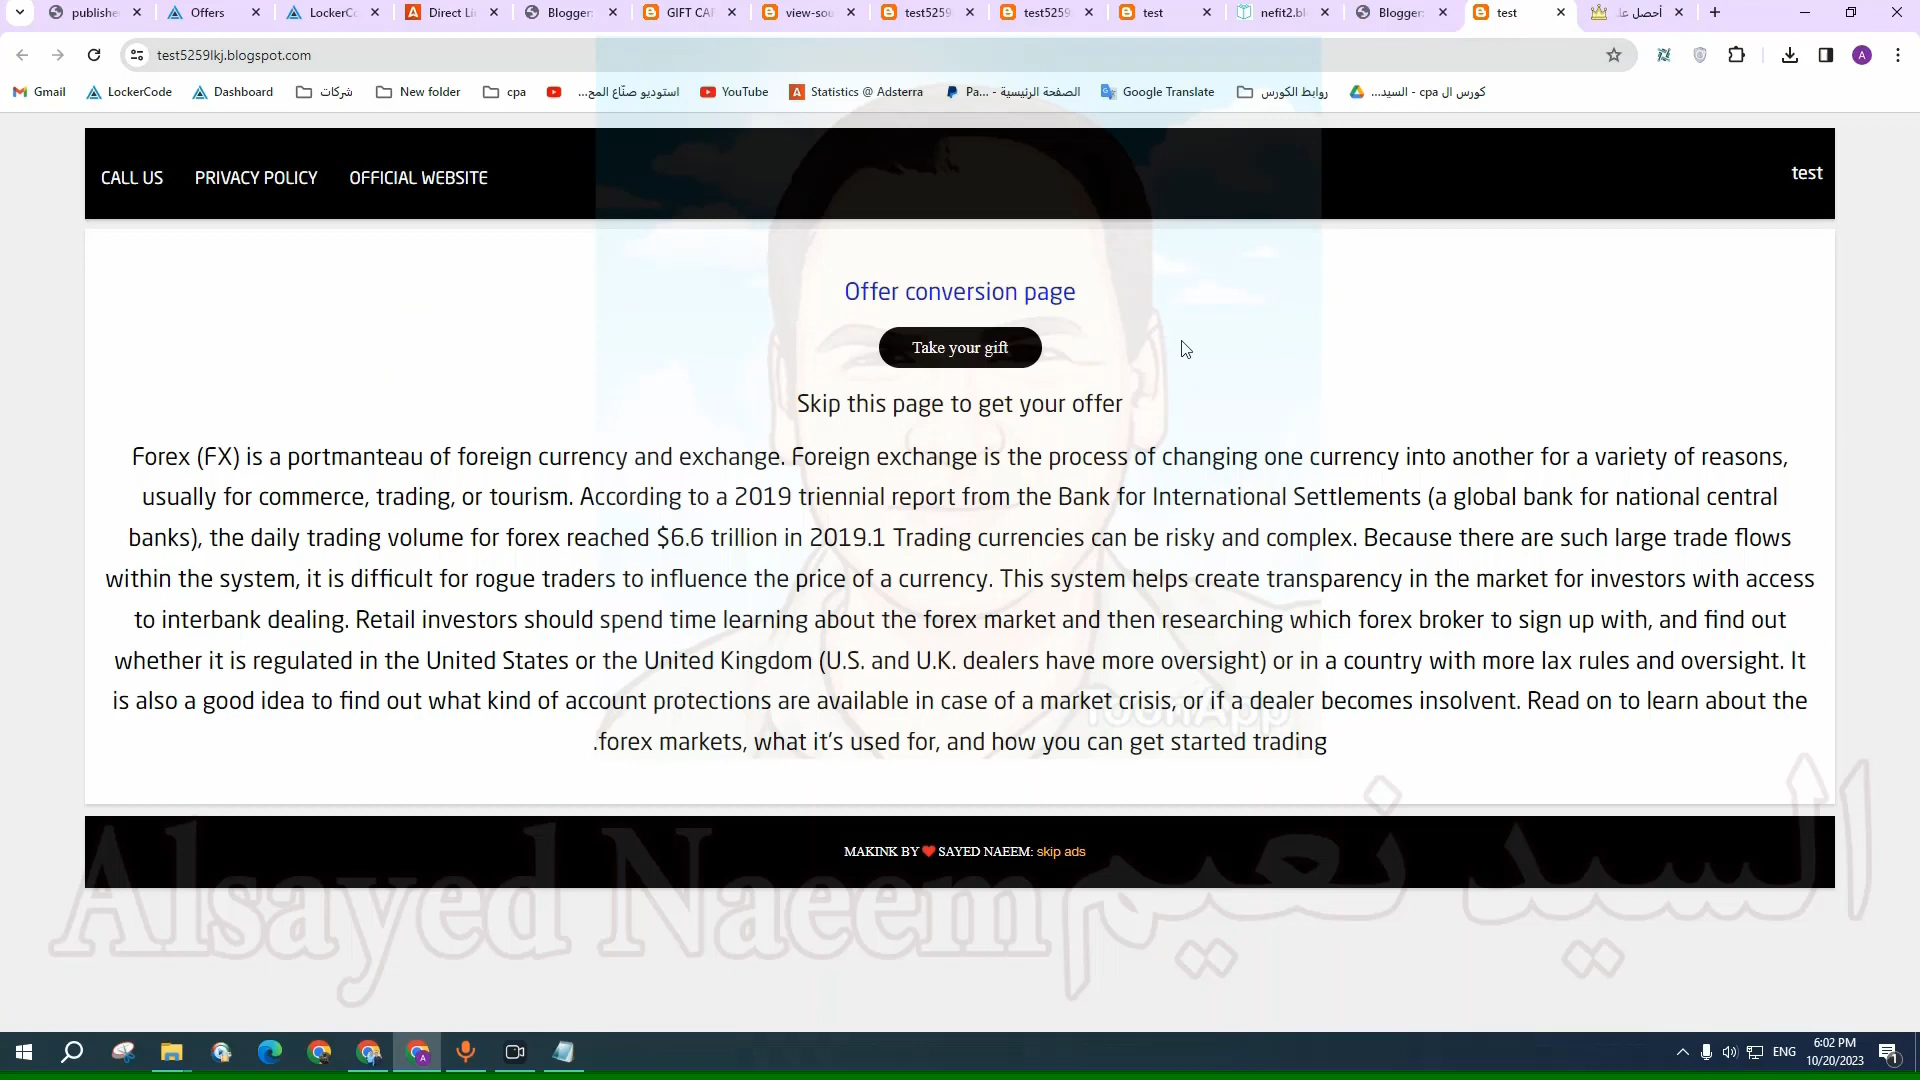 publishe
Offers
LockerCo
Direct Li
Blogger:
GIFT CAR
view-sou
test5259
test5259
test
nefit2.bl
Blogger:
test
أحصل علـ
test5259lkj.blogspot.com
Gmail
LockerCode
Dashboard
شركات
New folder
cpa
استوديو صنّاع المح...
YouTube
Statistics @ Adsterra
الصفحة الرئيسية - Pa...
Google Translate
روابط الكورس
كورس ال cpa - السيد...
CALL US PRIVACY POLICY OFFICIAL WEBSITE
test
Offer conversion page
Take your gift
Skip this page to get your offer
Forex (FX) is a portmanteau of foreign currency and exchange. Foreign exchange is the process of changing one currency into another for a variety of reasons,
usually for commerce, trading, or tourism. According to a 2019 triennial report from the Bank for International Settlements (a global bank for national central
banks), the daily trading volume for forex reached $6.6 trillion in 2019.1 Trading currencies can be risky and complex. Because there are such large trade flows
within the system, it is difficult for rogue traders to influence the price of a currency. This system helps create transparency in the market for investors with access
to interbank dealing. Retail investors should spend time learning about the forex market and then researching which forex broker to sign up with, and find out
whether it is regulated in the United States or the United Kingdom (U.S. and U.K. dealers have more oversight) or in a country with more lax rules and oversight. It
is also a good idea to find out what kind of account protections are available in case of a market crisis, or if a dealer becomes insolvent. Read on to learn about the
.forex markets, what it's used for, and how you can get started trading
ToonApp
MAKINK BY ❤ SAYED NAEEM: skip ads
Alsayed Naeem السيد نعيم
ENG
6:02 PM
10/20/2023
1